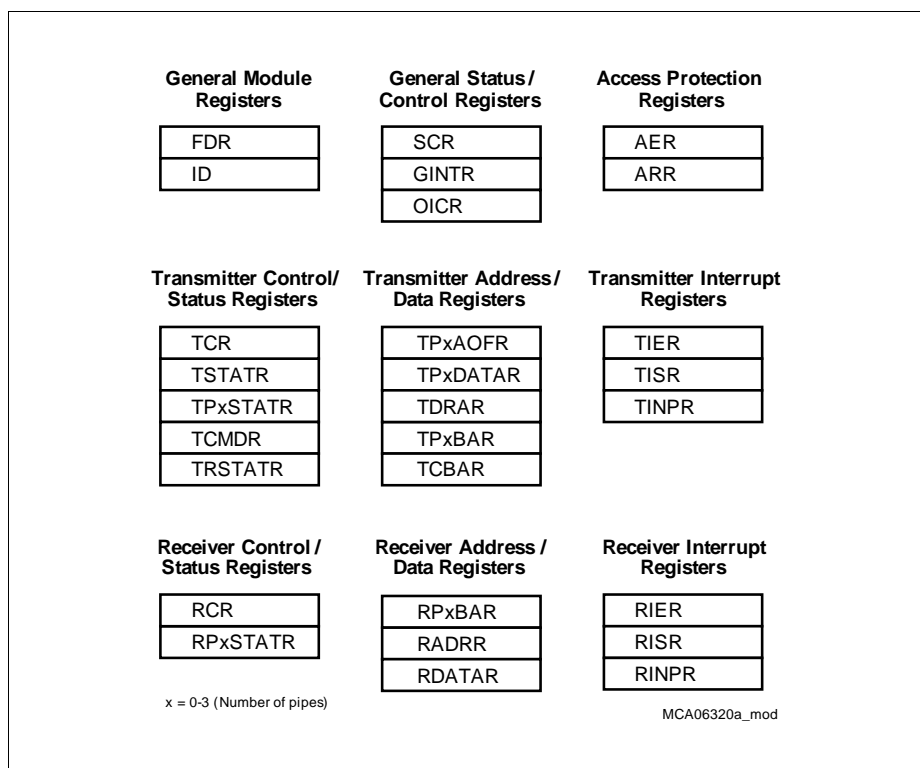 General Module
Registers
FDR
ID
General Status/
Control Registers
SCR
GINTR
OICR
Access Protection
Registers
AER
ARR
Transmitter Control/
Status Registers
TCR
TSTATR
TPxSTATR
TCMDR
TRSTATR
Transmitter Address/
Data Registers
TPxAOFR
TPxDATAR
TDRAR
TPxBAR
TCBAR
Transmitter Interrupt
Registers
TIER
TISR
TINPR
Receiver Control /
Status Registers
RCR
RPxSTATR
Receiver Address /
Data Registers
RPxBAR
RADRR
RDATAR
Receiver Interrupt
Registers
RIER
RISR
RINPR
x = 0-3 (Number of pipes)
MCA06320a_mod